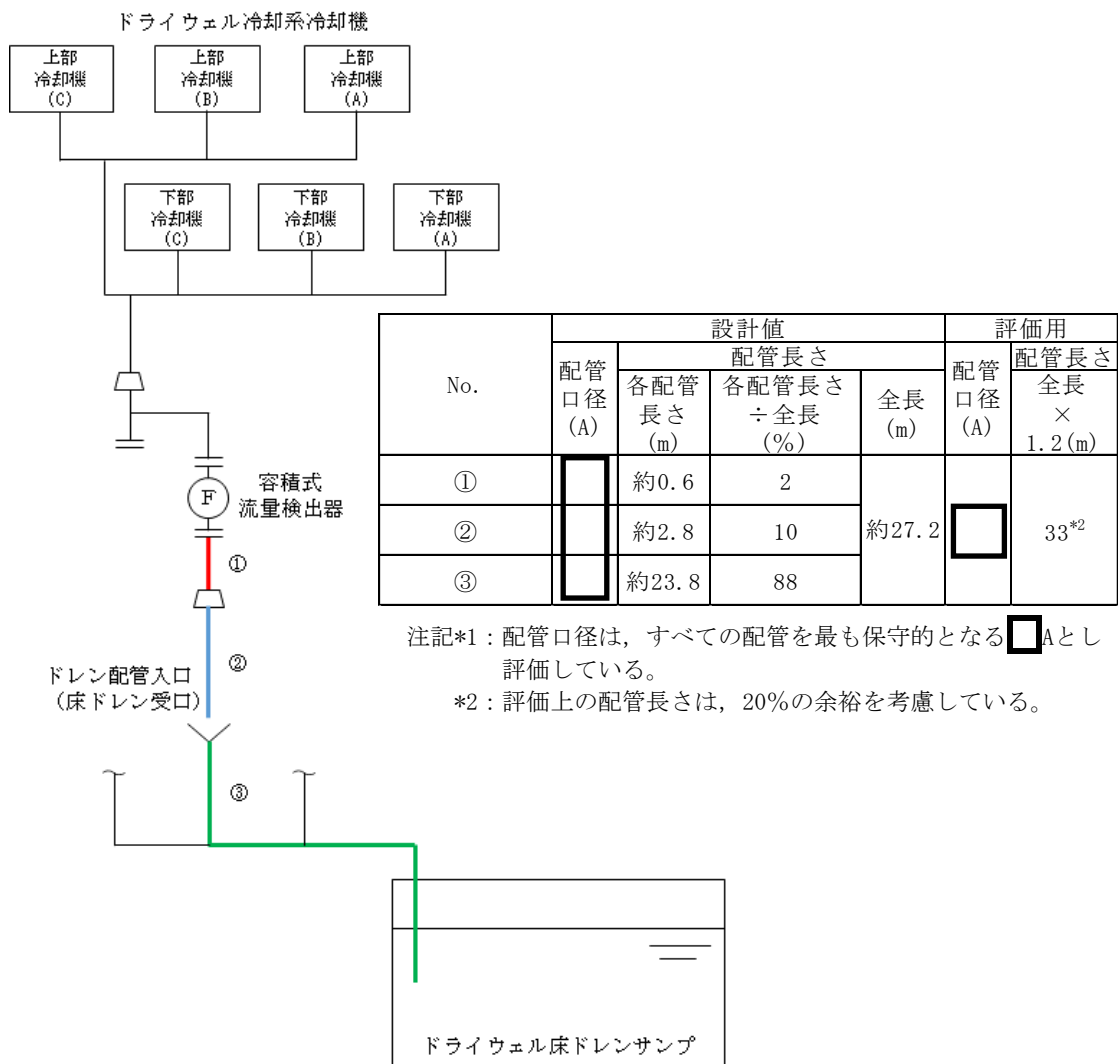 ドライウェル冷却系冷却機
上部
冷却機
(C)
上部
冷却機
(B)
上部
冷却機
(A)
下部
冷却機
(C)
下部
冷却機
(B)
下部
冷却機
(A)
F
容積式
流量検出器
①
②
ドレン配管入口
(床ドレン受口)
③
ドライウェル床ドレンサンプ
No.
設計値
評価用
配管
口径
(A)
配管長さ
各配管
長さ
(m)
各配管長さ
÷全長
(%)
全長
(m)
配管
口径
(A)
配管長さ
全長
×
1.2(m)
① 約0.6 2
② 約2.8 10 約27.2 33*2
③ 約23.8 88
注記*1：配管口径は，すべての配管を最も保守的となる Aとし
評価している。
*2：評価上の配管長さは，20%の余裕を考慮している。